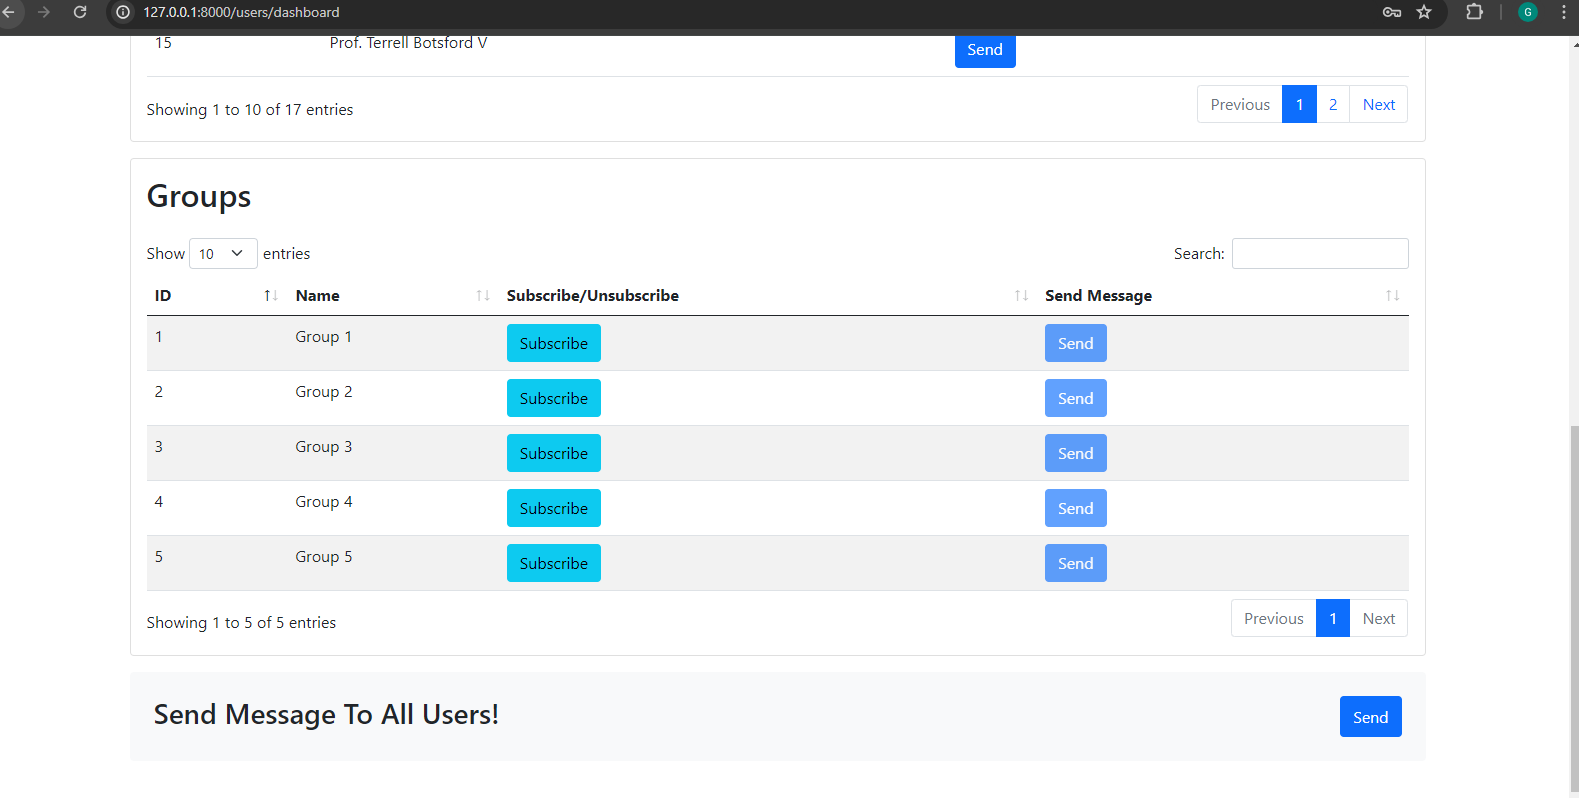 127.0.0.1:8000/users/dashboard
G
15 Prof. Terrell Botsford V Send
Showing 1 to 10 of 17 entries Previous 1 2 Next
Groups
Show 10 entries Search:
ID Name Subscribe/Unsubscribe Send Message
1 Group 1 Subscribe Send
2 Group 2 Subscribe Send
3 Group 3 Subscribe Send
4 Group 4 Subscribe Send
5 Group 5 Subscribe Send
Showing 1 to 5 of 5 entries Previous 1 Next
Send Message To All Users! Send